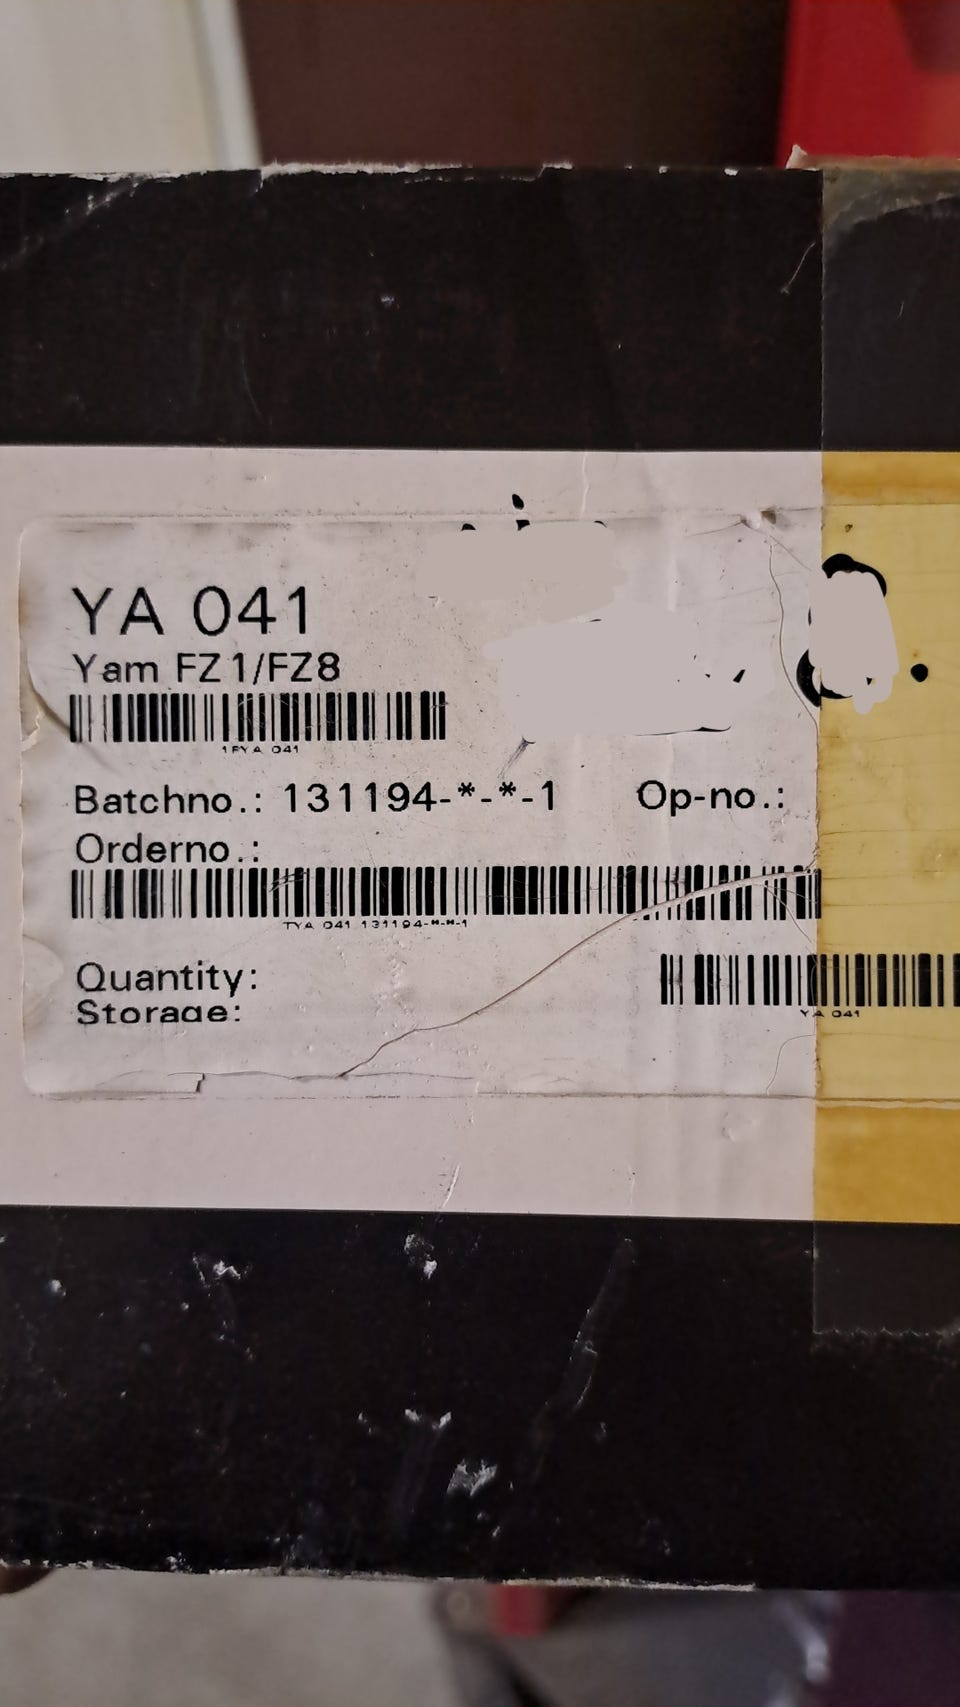 YA 041
Yam FZ1/FZ8
1PYA 041
Batchno.: 131194-*-*-1 Op-no.:
Orderno.:
TYA 041 131194-*-*-1
Quantity:
YA 041
Storage: